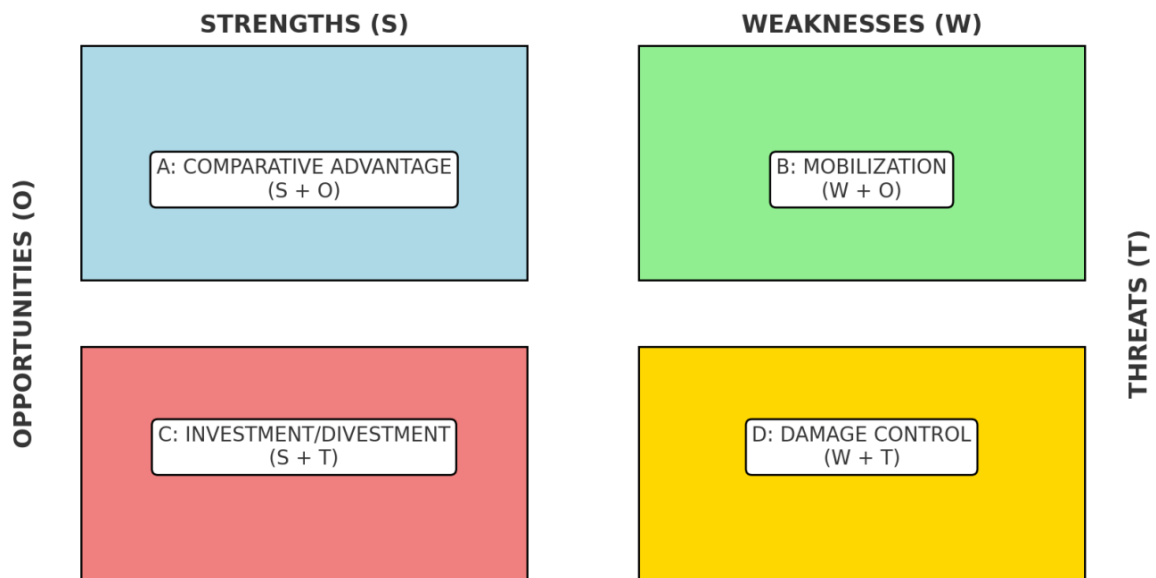 STRENGTHS (S)
WEAKNESSES (W)
OPPORTUNITIES (O)
A: COMPARATIVE ADVANTAGE
(S + O)
B: MOBILIZATION
(W + O)
THREATS (T)
C: INVESTMENT/DIVESTMENT
(S + T)
D: DAMAGE CONTROL
(W + T)